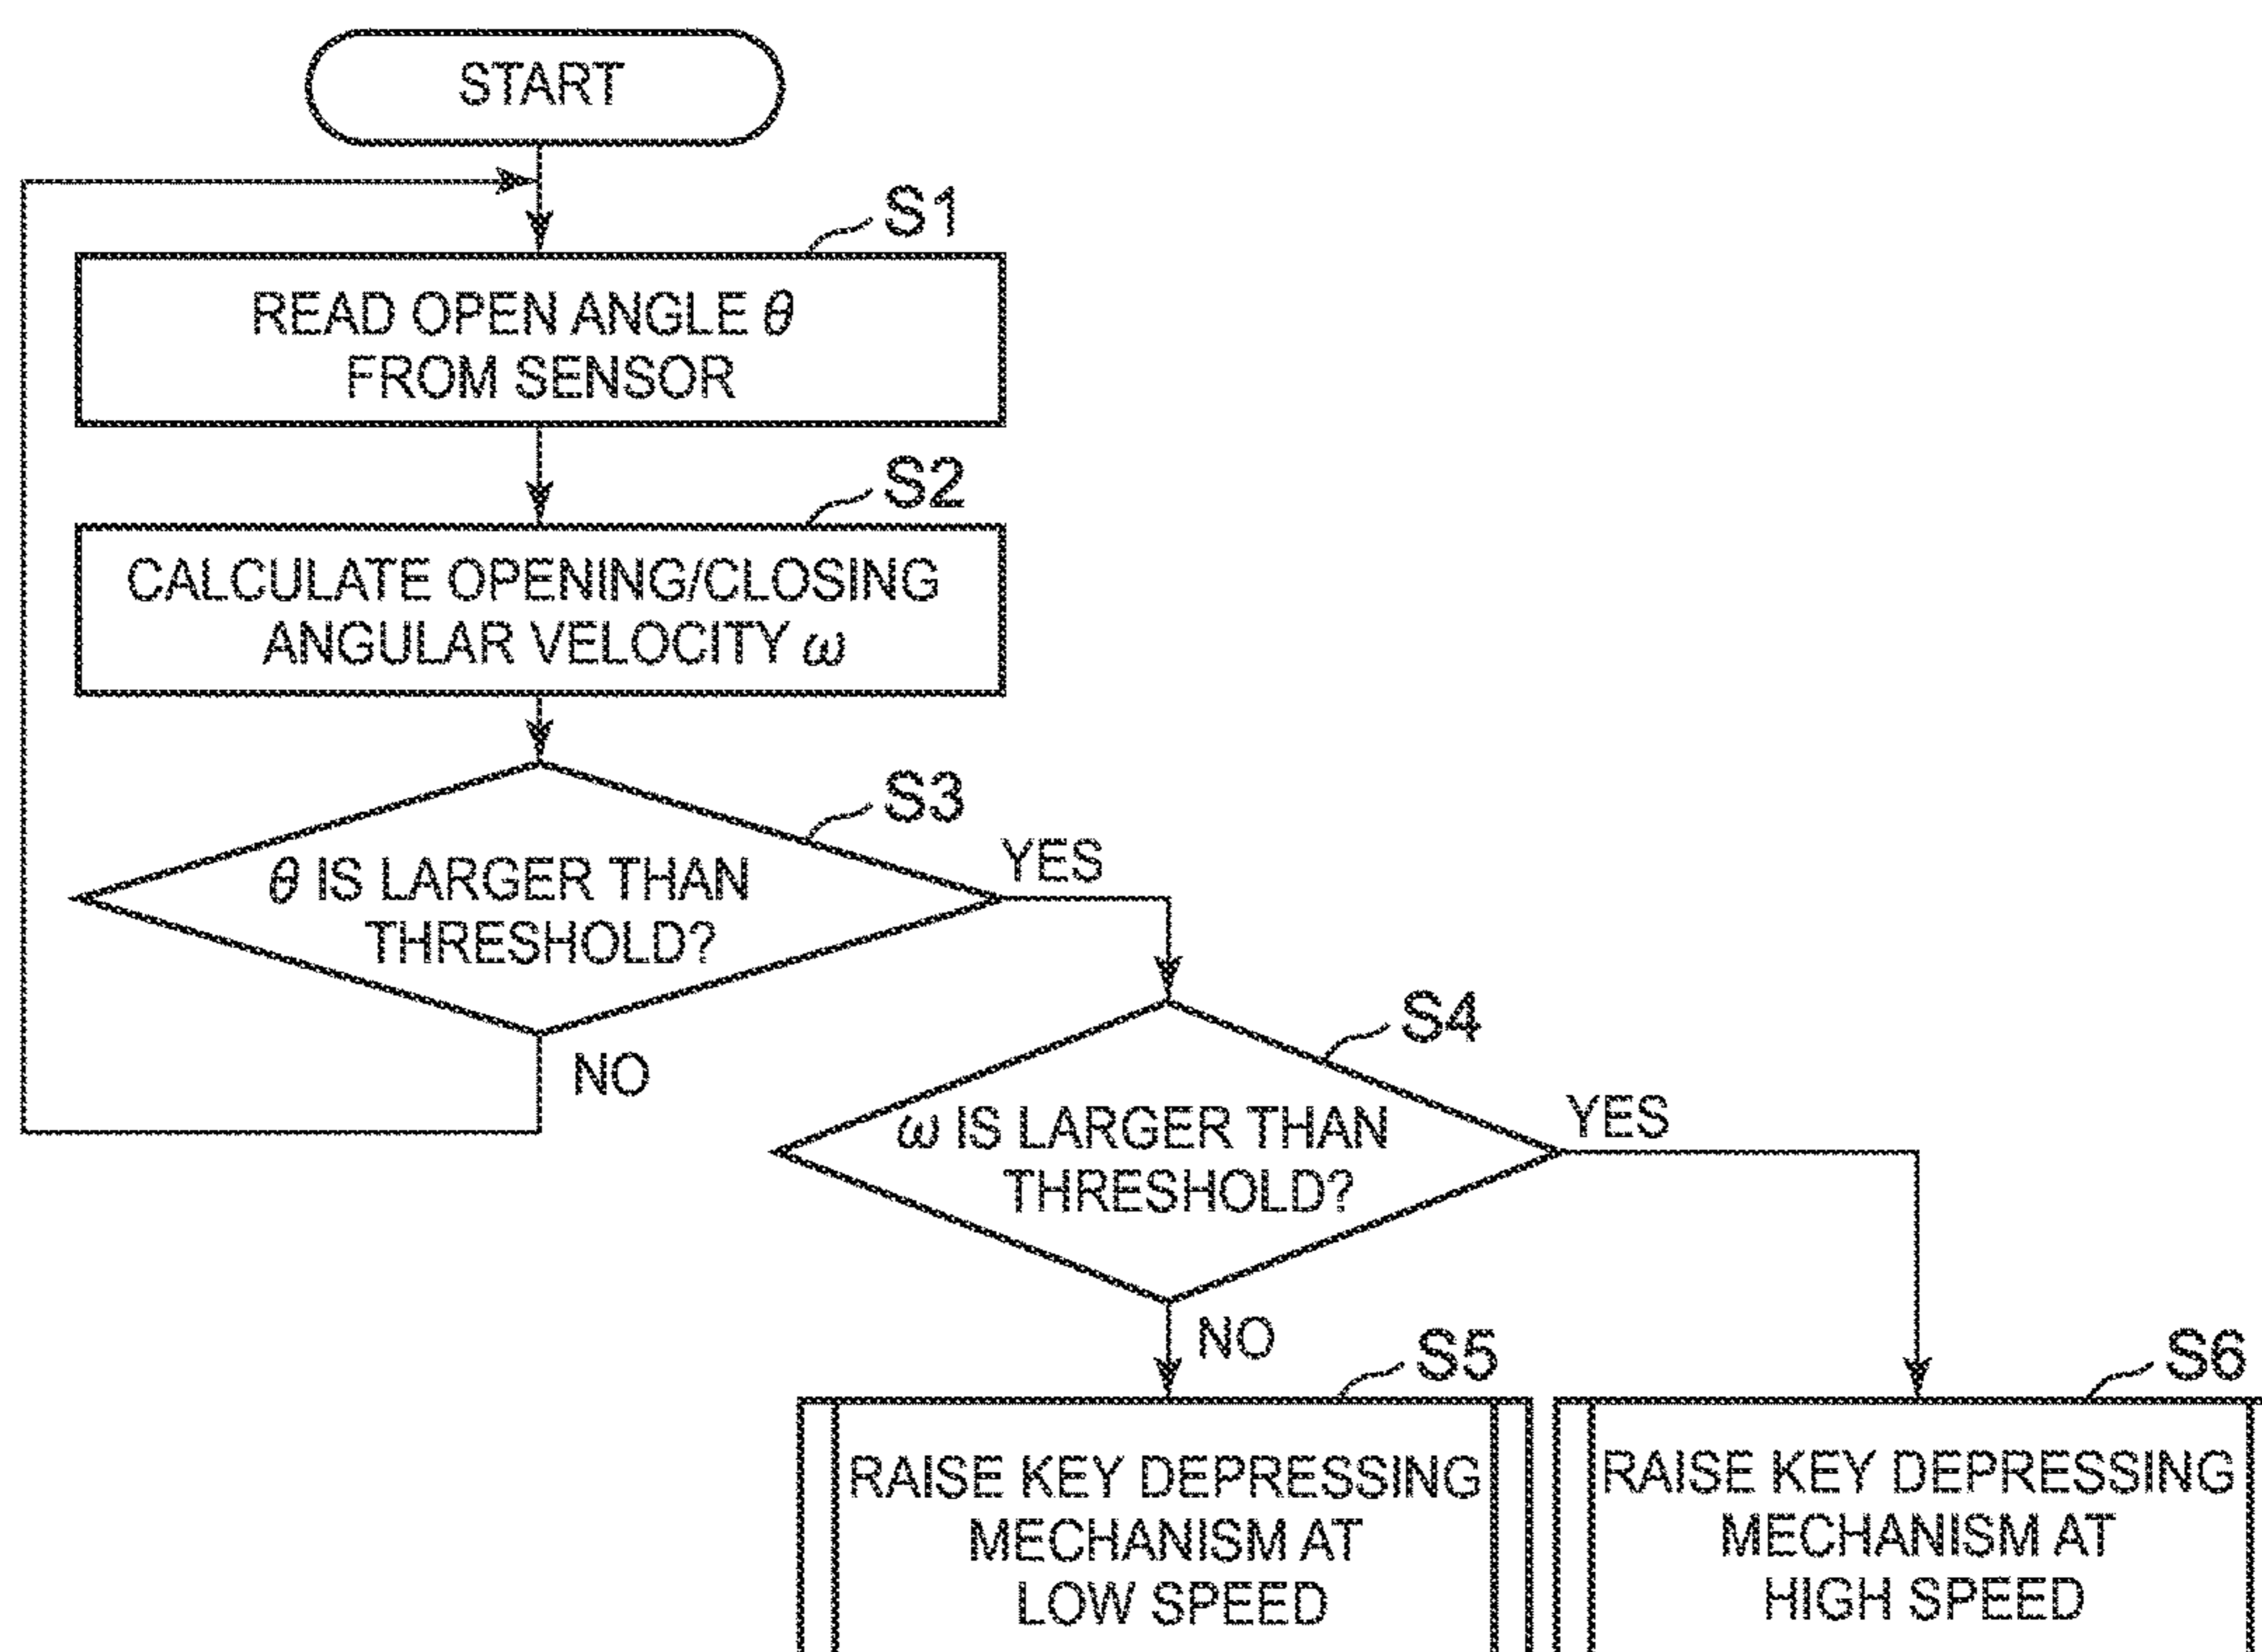 START
S1
READ OPEN ANGLE θ
FROM SENSOR
S2
CALCULATE OPENING/CLOSING
ANGULAR VELOCITY ω
S3
θ IS LARGER THAN
THRESHOLD?
YES
NO
S4
ω IS LARGER THAN
THRESHOLD?
YES
NO
S5
RAISE KEY DEPRESSING
MECHANISM AT
LOW SPEED
S6
RAISE KEY DEPRESSING
MECHANISM AT
HIGH SPEED